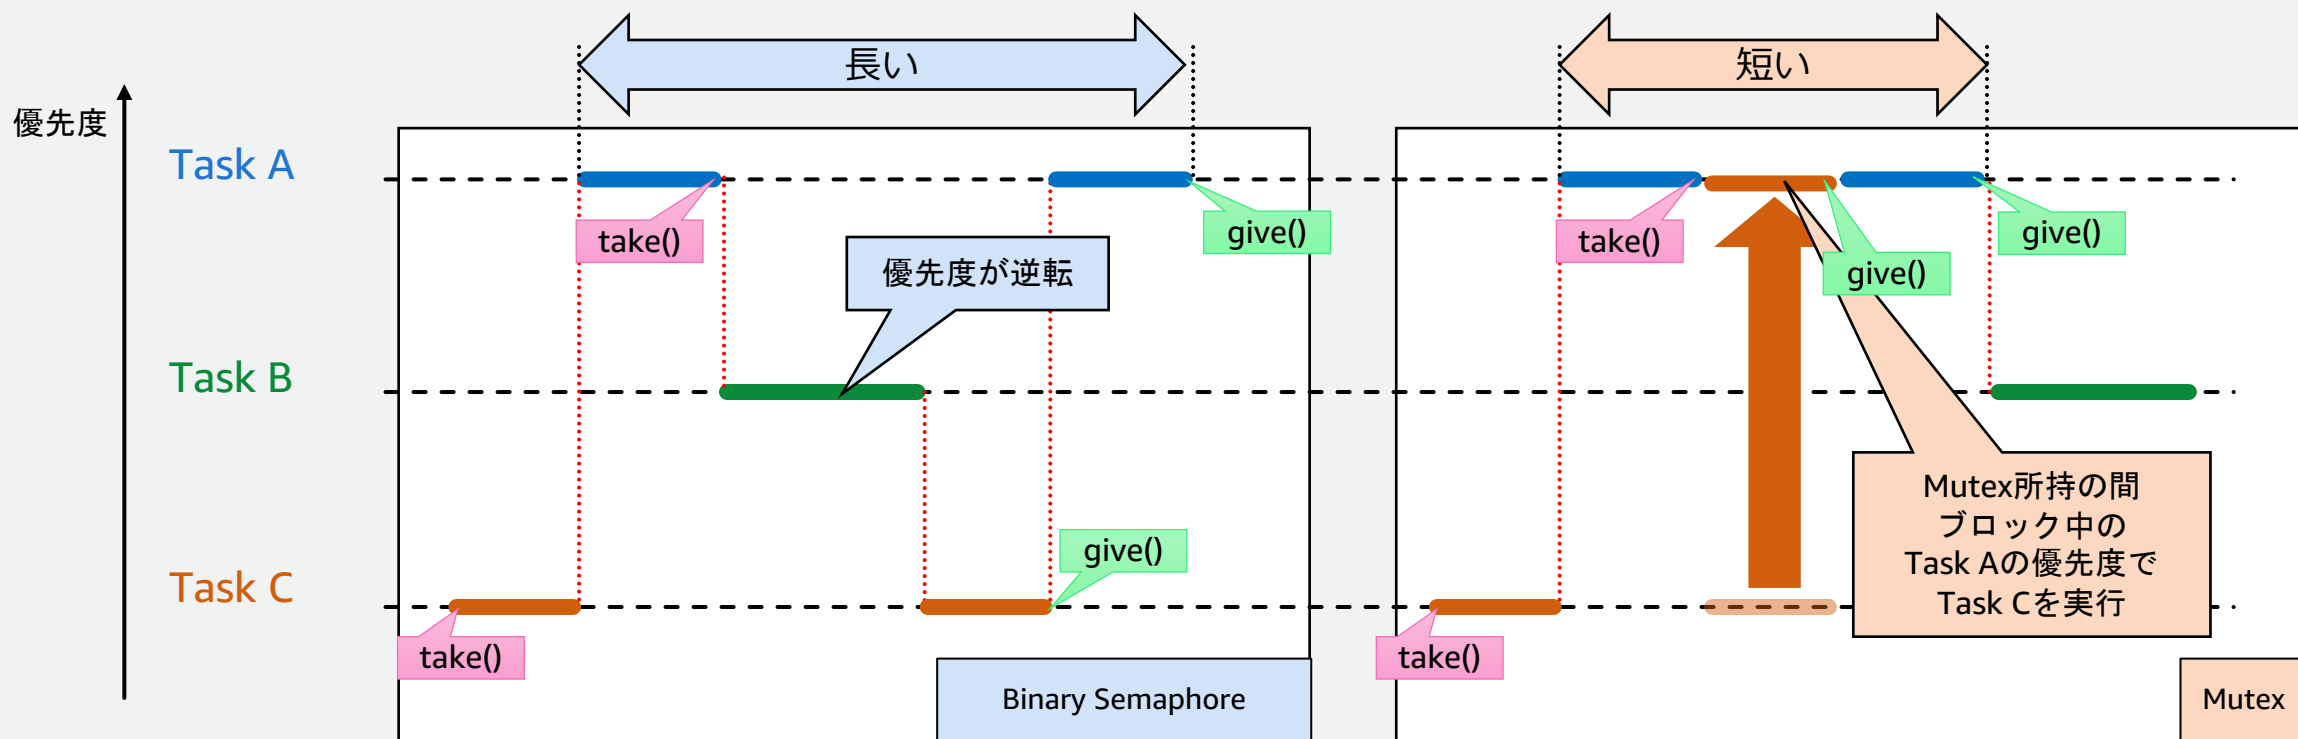 長い
短い
優先度
Task A
take()
give()
take()
give()
give()
優先度が逆転
Task B
Mutex所持の間
ブロック中の
Task Aの優先度で
Task Cを実行
give()
Task C
take()
take()
Binary Semaphore
Mutex